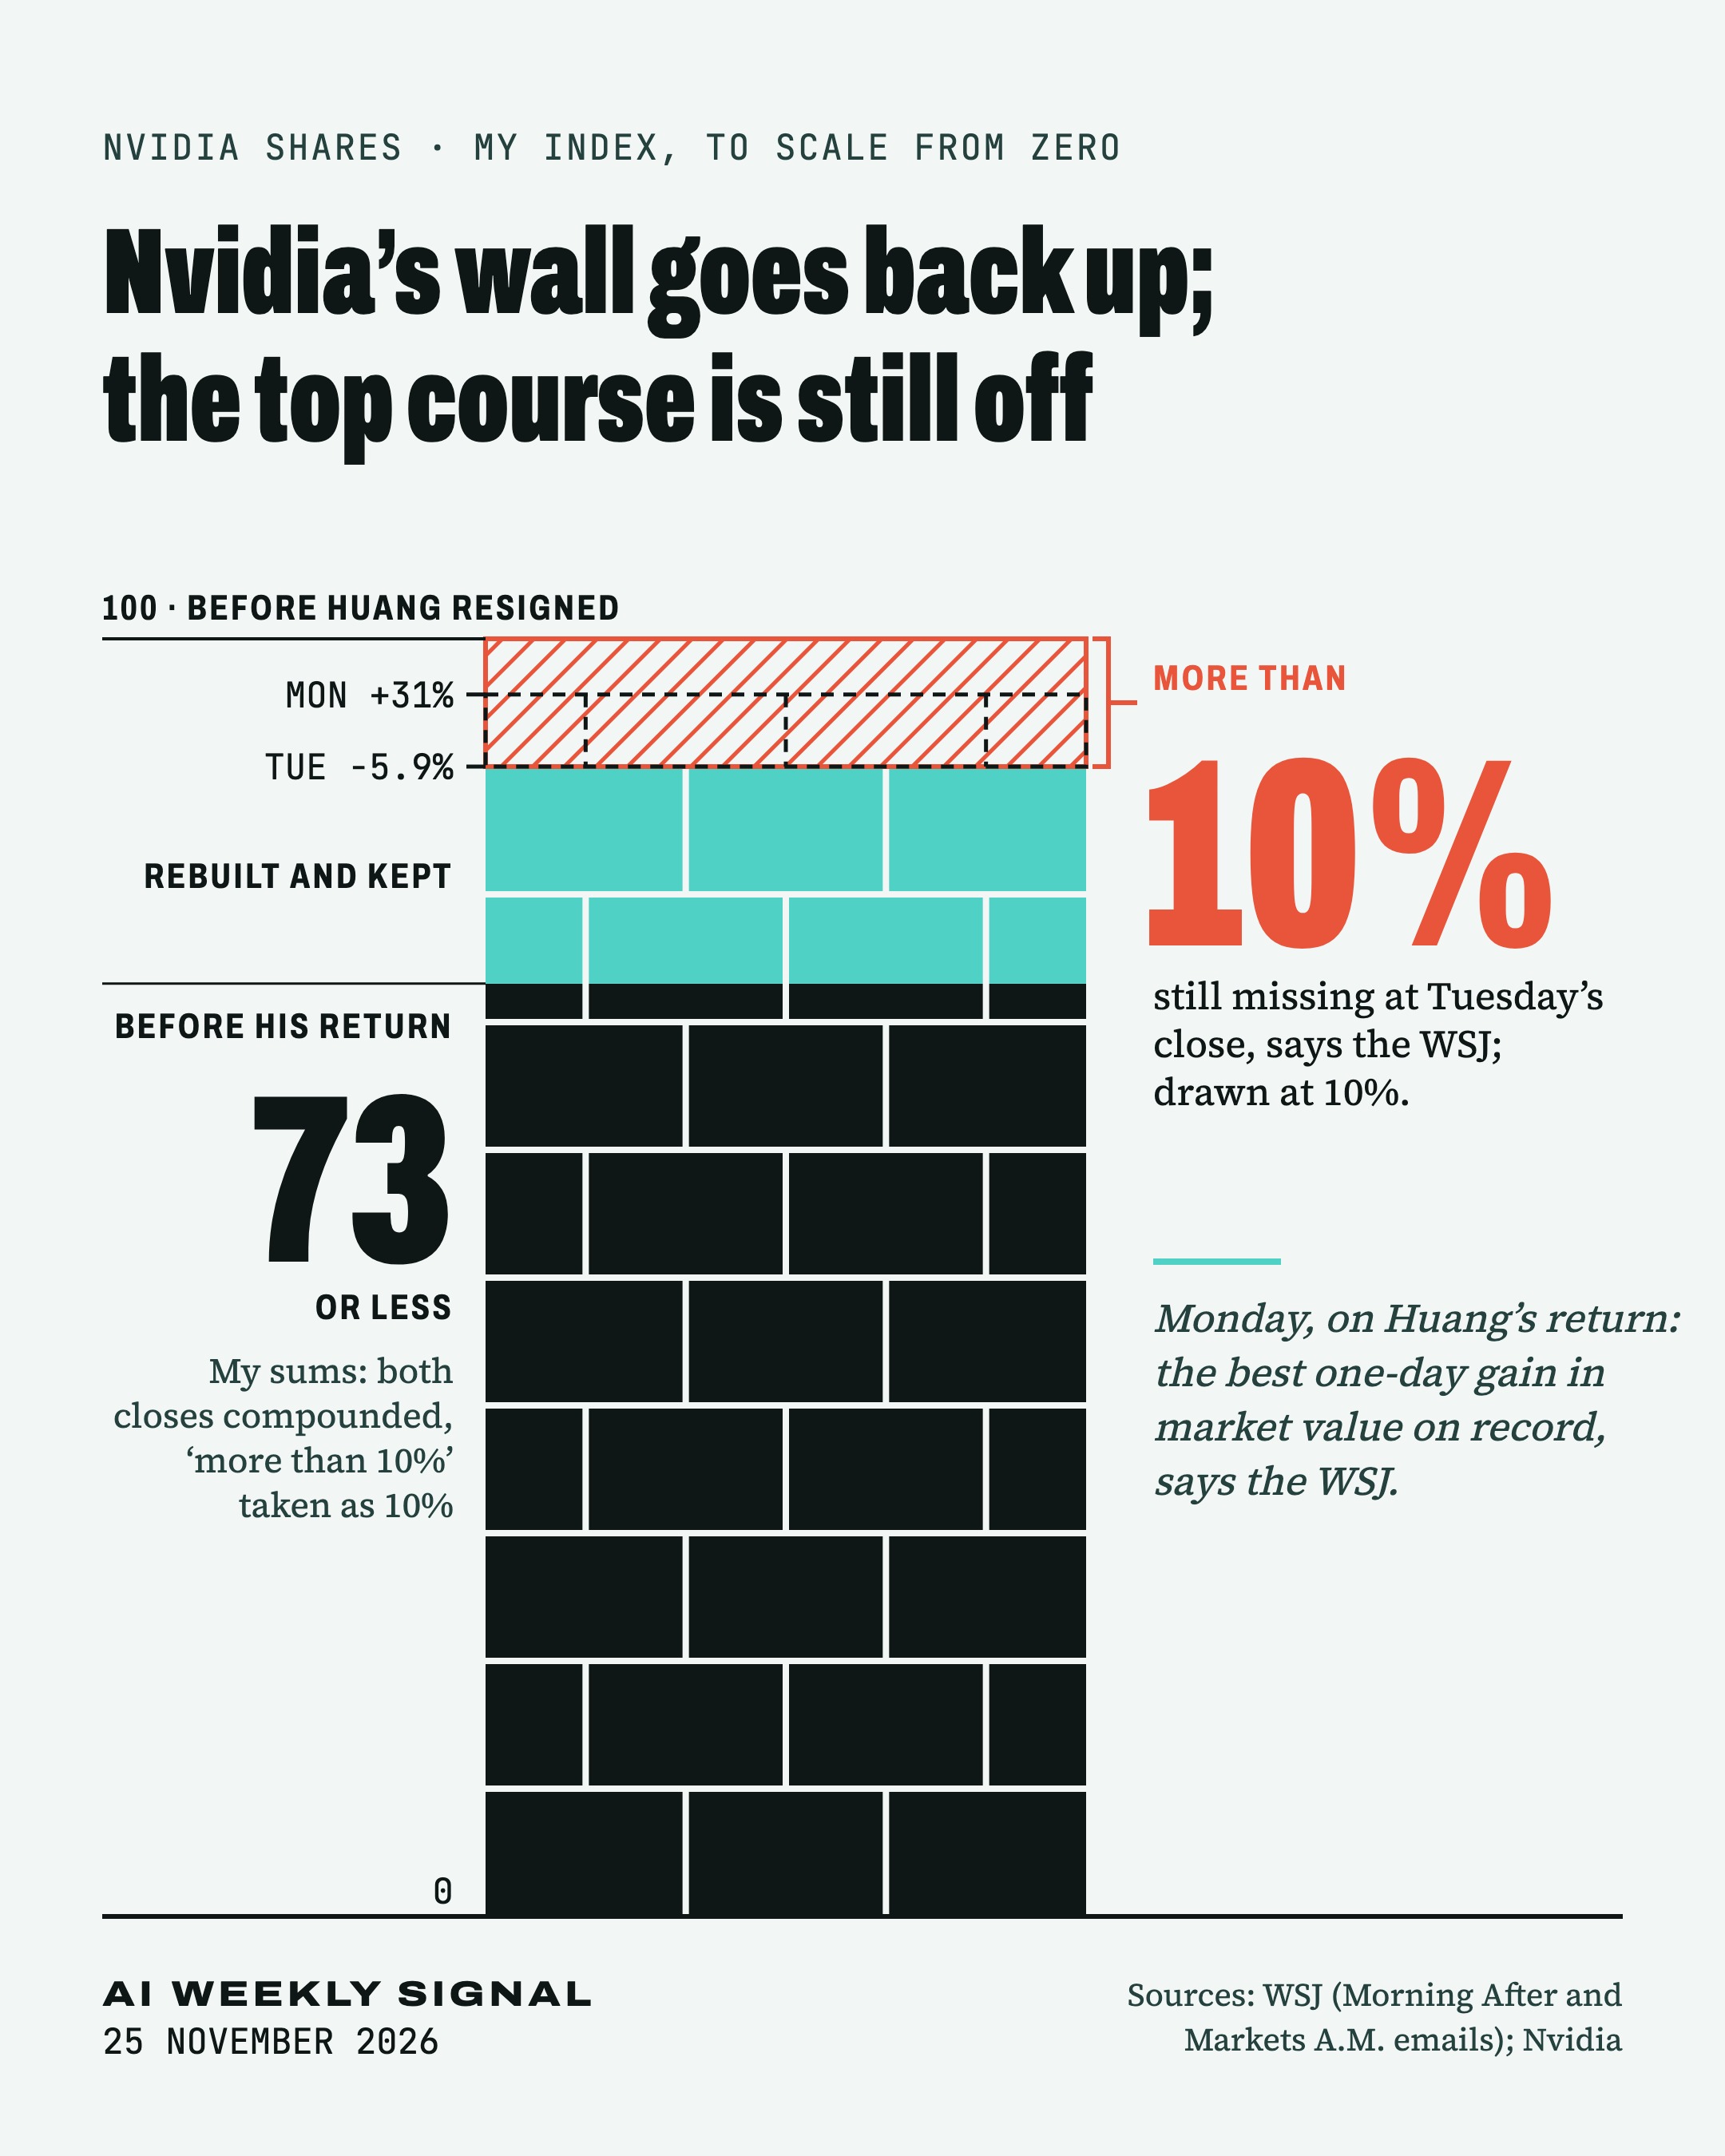 NVIDIA SHARES · MY INDEX, TO SCALE FROM ZERO
Nvidia’s wall goes back up;
the top course is still off
100 · BEFORE HUANG RESIGNED
MON +31%
TUE -5.9%
REBUILT AND KEPT
BEFORE HIS RETURN
73
OR LESS
My sums: both
closes compounded,
‘more than 10%’
taken as 10%
0
MORE THAN
10%
still missing at Tuesday’s
close, says the WSJ;
drawn at 10%.
Monday, on Huang’s return:
the best one-day gain in
market value on record,
says the WSJ.
AI WEEKLY SIGNAL
25 NOVEMBER 2026
Sources: WSJ (Morning After and
Markets A.M. emails); Nvidia